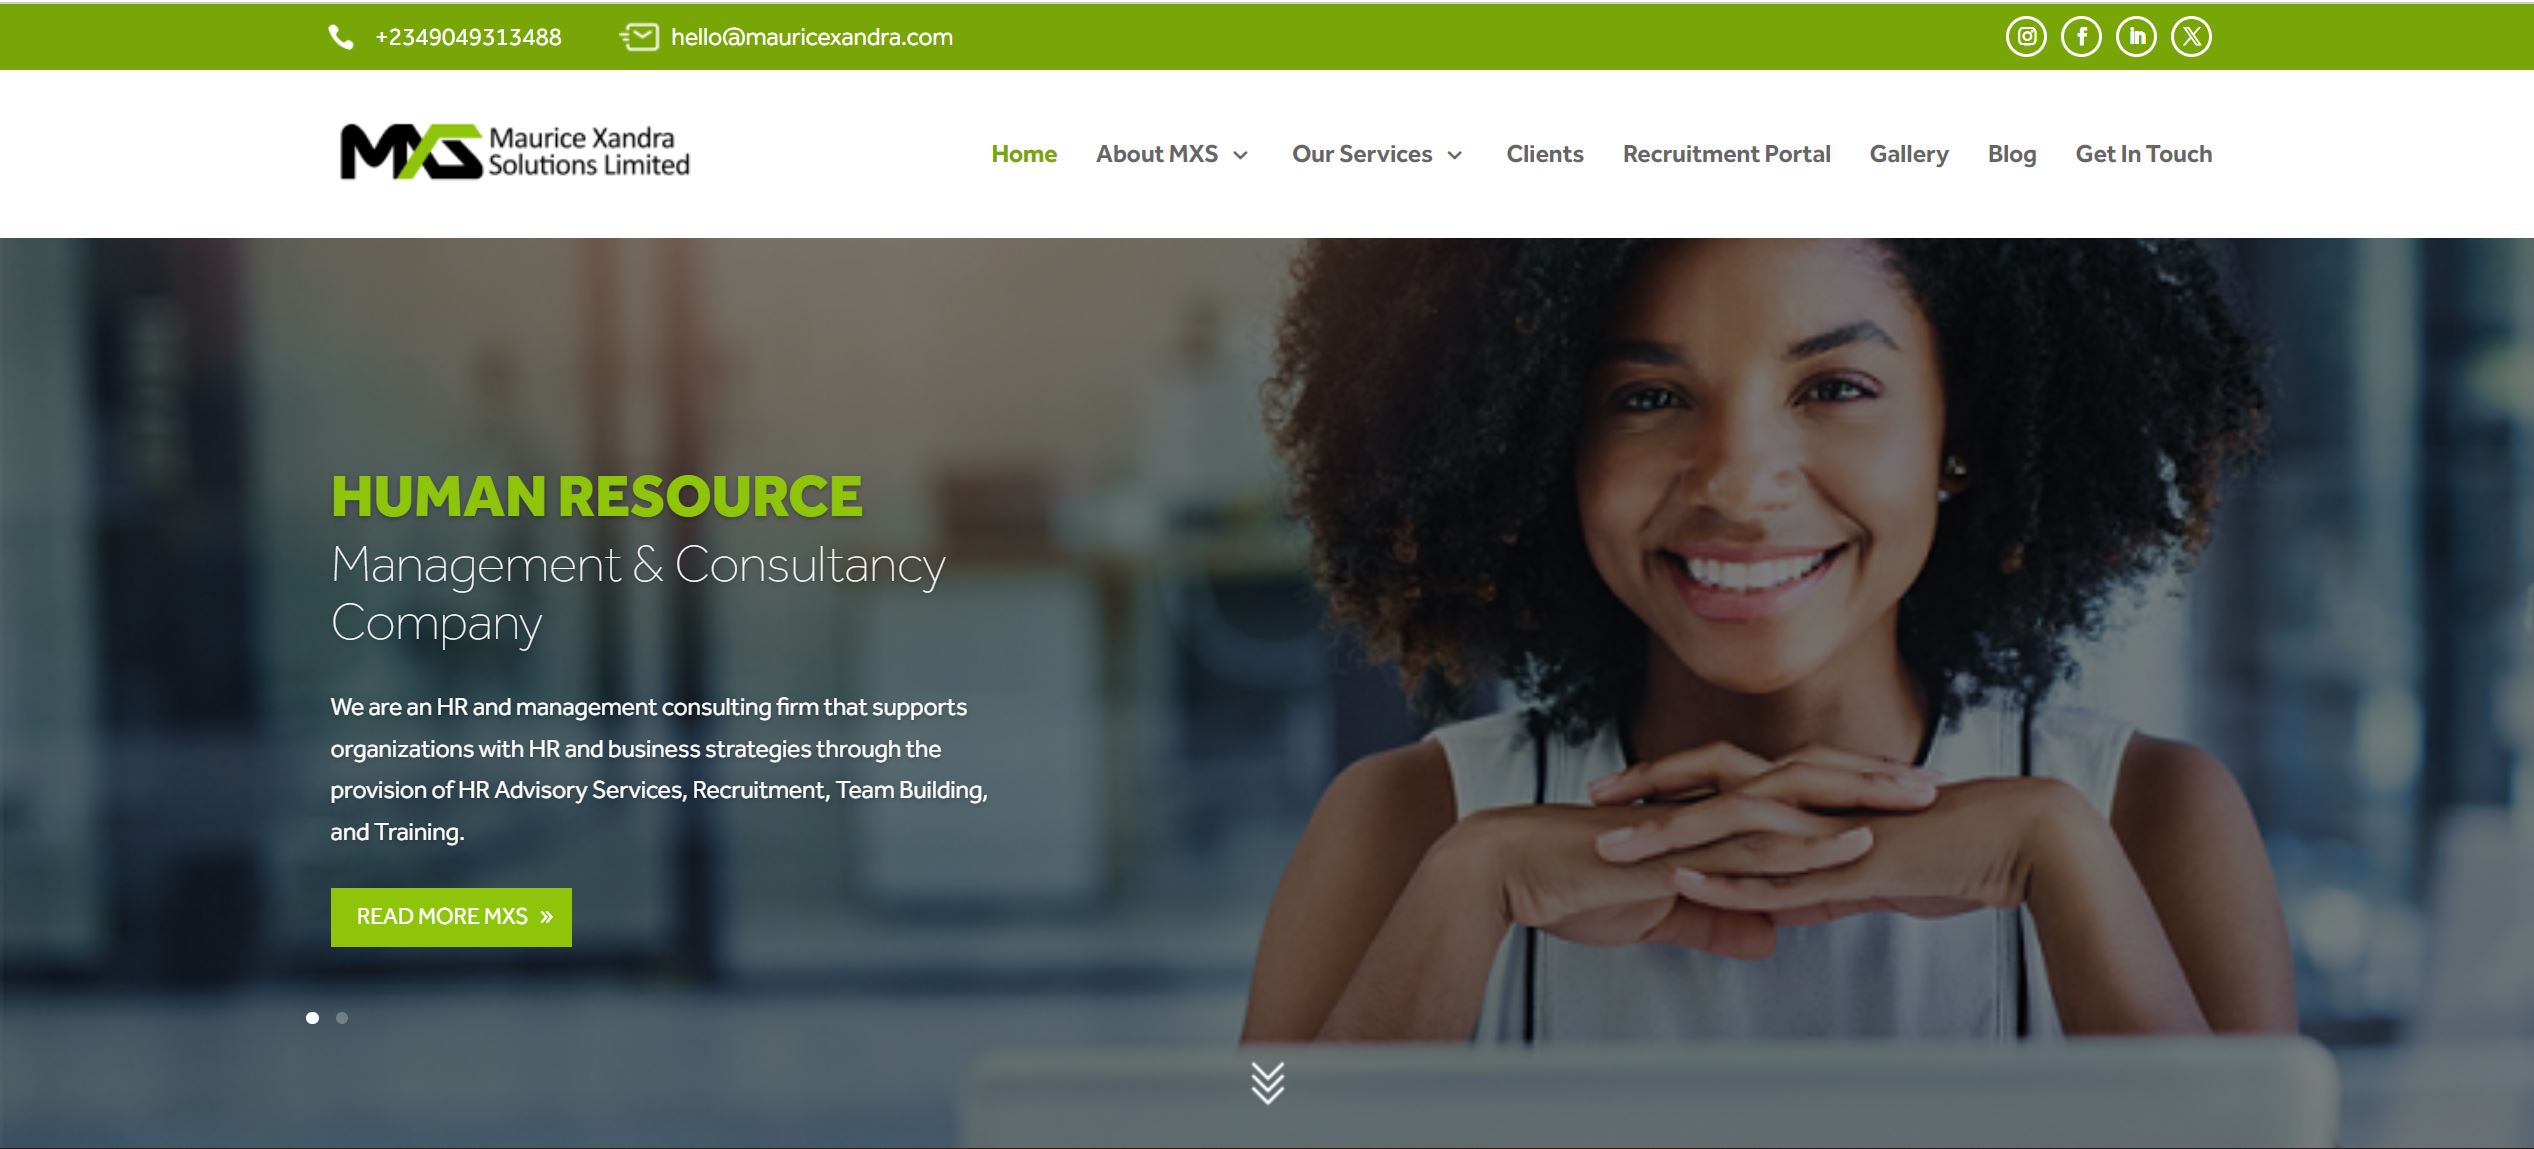 +2349049313488 hello@mauricexandra.com
MXS Maurice Xandra
Solutions Limited
Home About MXS Our Services Clients Recruitment Portal Gallery Blog Get In Touch
HUMAN RESOURCE
Management & Consultancy
Company
We are an HR and management consulting firm that supports
organizations with HR and business strategies through the
provision of HR Advisory Services, Recruitment, Team Building,
and Training.
READ MORE MXS »